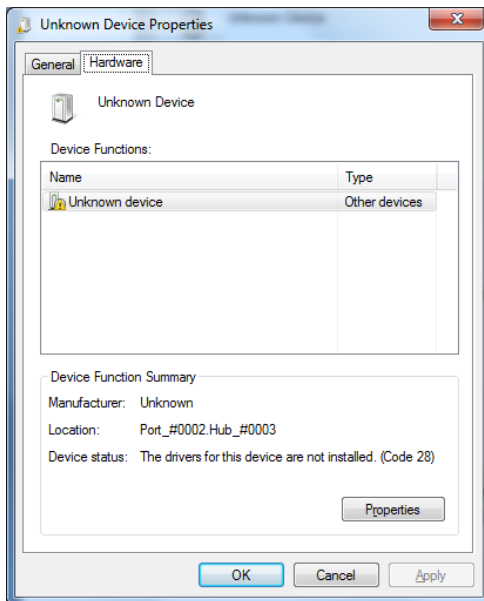 Unknown Device Properties
General Hardware
Unknown Device
Device Functions:
Name Type
Unknown device Other devices
Device Function Summary
Manufacturer: Unknown
Location: Port_#0002.Hub_#0003
Device status: The drivers for this device are not installed. (Code 28)
Properties
OK Cancel Apply